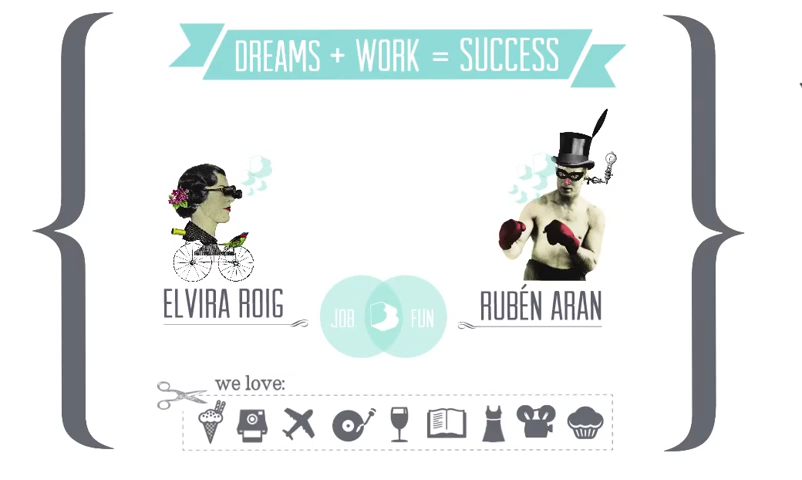 DREAMS + WORK = SUCCESS
ELVIRA ROIG
RUBÉN ARAN
JOB
FUN
we love: